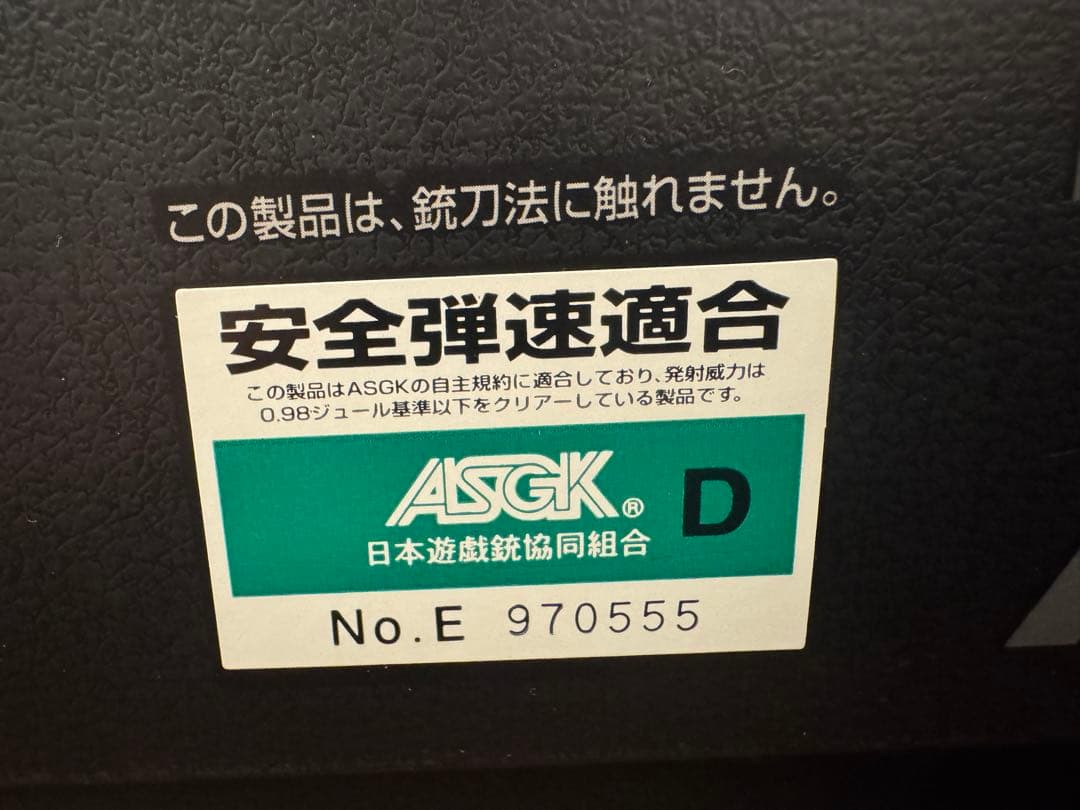 この製品は、銃刀法に触れません。
安全弾速適合
この製品はASGKの自主規約に適合しており、発射威力は
0.98ジュール基準以下をクリアーしている製品です。
ASGK® D
日本遊戯銃協同組合
No.E 970555